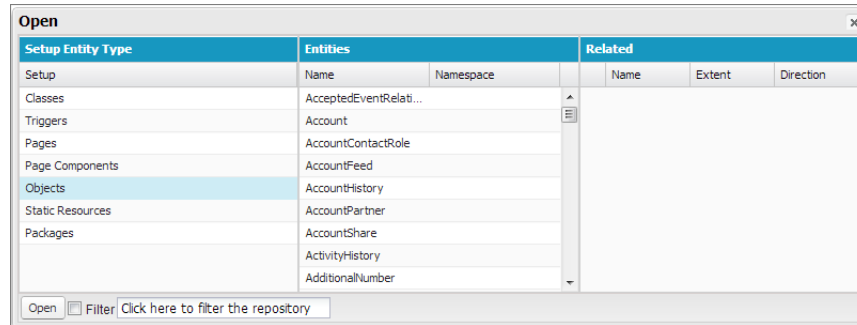 Open
Setup Entity Type Entities Related
Setup Name Namespace Name Extent Direction
Classes AcceptedEventRelati...
Triggers Account
Pages AccountContactRole
Page Components AccountFeed
Objects AccountHistory
Static Resources AccountPartner
Packages AccountShare
ActivityHistory
AdditionalNumber
Open Filter Click here to filter the repository